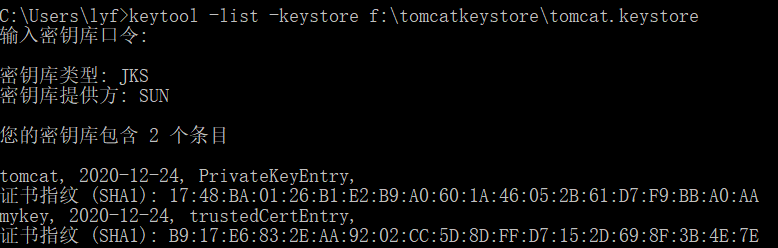 C:\Users\lyf>keytool -list -keystore f:\tomcatkeystore\tomcat.keystore
输入密钥库口令:
密钥库类型: JKS
密钥库提供方: SUN
您的密钥库包含 2 个条目
tomcat, 2020-12-24, PrivateKeyEntry,
证书指纹 (SHA1): 17:48:BA:01:26:B1:E2:B9:A0:60:1A:46:05:2B:61:D7:F9:BB:A0:AA
mykey, 2020-12-24, trustedCertEntry,
证书指纹 (SHA1): B9:17:E6:83:2E:AA:92:02:CC:5D:8D:FF:D7:15:2D:69:8F:3B:4E:7E